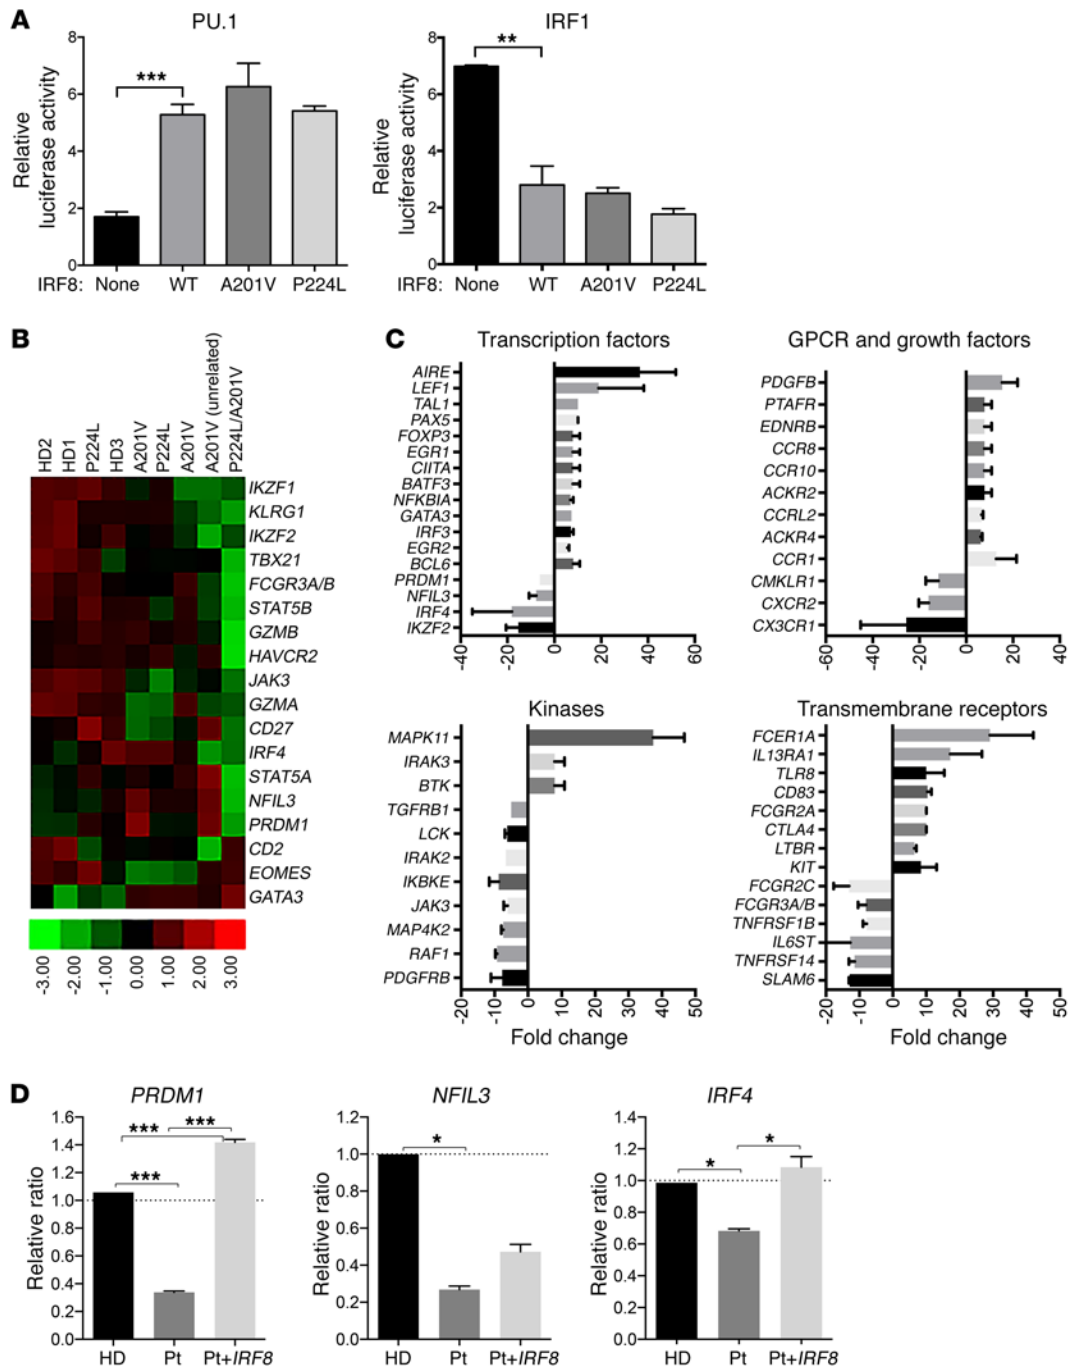 A
PU.1
IRF1
Relative
luciferase activity
8
6
4
2
0
***
IRF8: None WT A201V P224L
Relative
luciferase activity
8
6
4
2
0
**
IRF8: None WT A201V P224L
B
HD2
HD1
P224L
HD3
A201V
P224L
A201V
A201V (unrelated)
P224L/A201V
IKZF1
KLRG1
IKZF2
TBX21
FCGR3A/B
STAT5B
GZMB
HAVCR2
JAK3
GZMA
CD27
IRF4
STAT5A
NFIL3
PRDM1
CD2
EOMES
GATA3
-3.00
-2.00
-1.00
0.00
1.00
2.00
3.00
C
Transcription factors
AIRE
LEF1
TAL1
PAX5
FOXP3
EGR1
CIITA
BATF3
NFKBIA
GATA3
IRF3
EGR2
BCL6
PRDM1
NFIL3
IRF4
IKZF2
-40 -20 0 20 40 60
GPCR and growth factors
PDGFB
PTAFR
EDNRB
CCR8
CCR10
ACKR2
CCRL2
ACKR4
CCR1
CMKLR1
CXCR2
CX3CR1
-60 -40 -20 0 20 40
Kinases
MAPK11
IRAK3
BTK
TGFRB1
LCK
IRAK2
IKBKE
JAK3
MAP4K2
RAF1
PDGFRB
-20 -10 0 10 20 30 40 50
Fold change
Transmembrane receptors
FCER1A
IL13RA1
TLR8
CD83
FCGR2A
CTLA4
LTBR
KIT
FCGR2C
FCGR3A/B
TNFRSF1B
IL6ST
TNFRSF14
SLAM6
-20 -10 0 10 20 30 40 50
Fold change
D
PRDM1
Relative ratio
1.6
1.4
1.2
1.0
0.8
0.6
0.4
0.2
0.0
*** ***
***
HD Pt Pt+IRF8
NFIL3
Relative ratio
1.2
1.0
0.8
0.6
0.4
0.2
0.0
*
HD Pt Pt+IRF8
IRF4
Relative ratio
1.4
1.2
1.0
0.8
0.6
0.4
0.2
0.0
* *
HD Pt Pt+IRF8